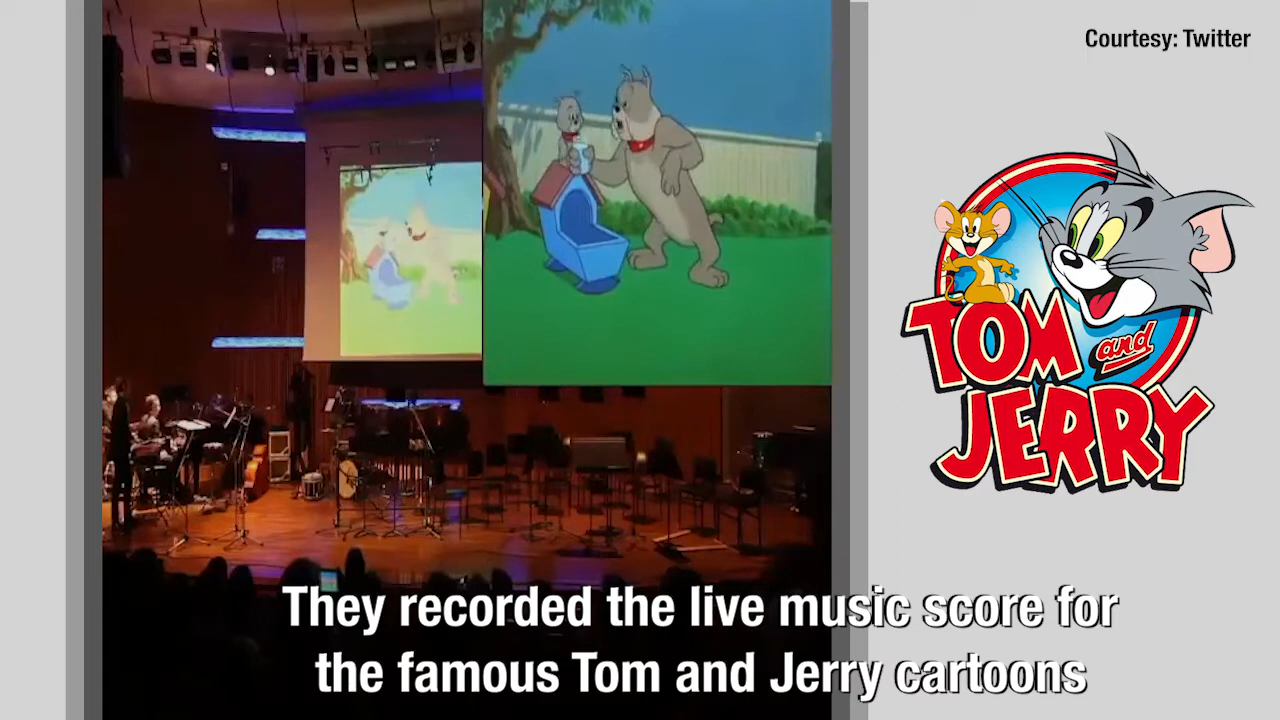 Courtesy: Twitter
TOM
and
JERRY
They recorded the live music score for
the famous Tom and Jerry cartoons